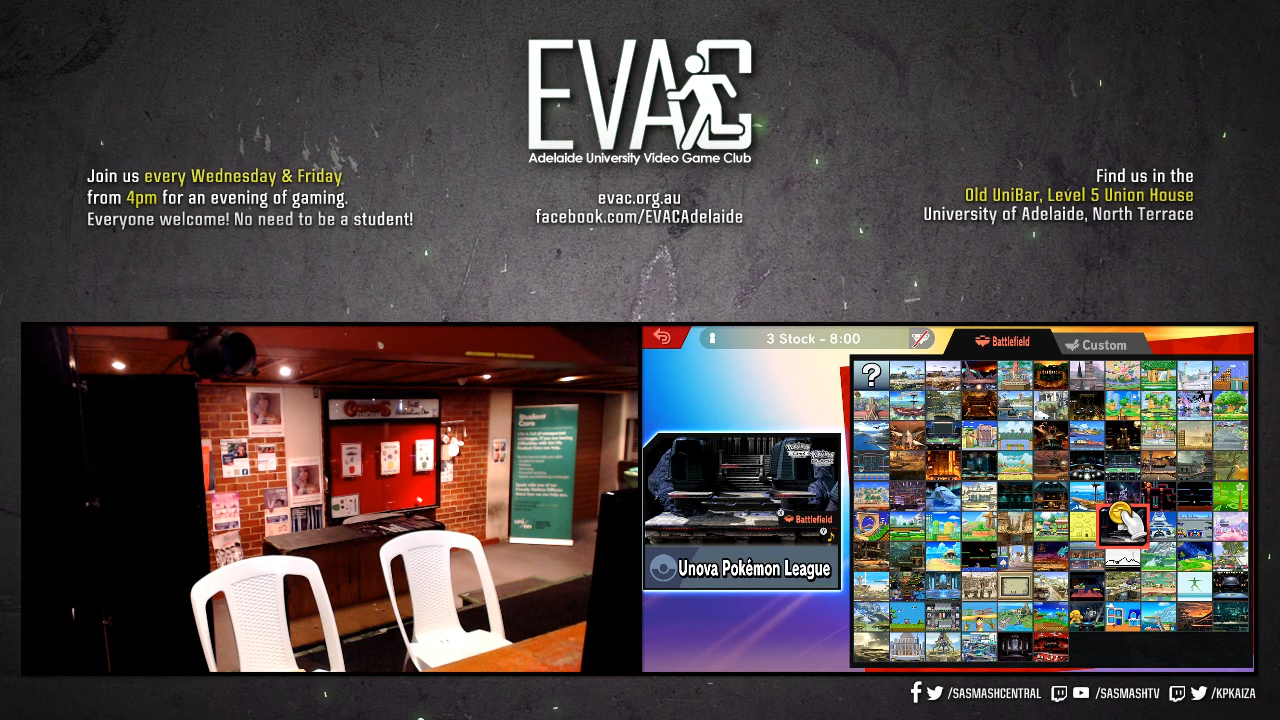 EVAC
Adelaide University Video Game Club
Join us every Wednesday & Friday
from 4pm for an evening of gaming.
Everyone welcome! No need to be a student!
evac.org.au
facebook.com/EVACAdelaide
Find us in the
Old UniBar, Level 5 Union House
University of Adelaide, North Terrace
Student
Care
3 Stock - 8:00
Battlefield
Custom
?
Battlefield
Unova Pokémon League
/SASMASHCENTRAL
/SASMASHTV
/KPKAIZA